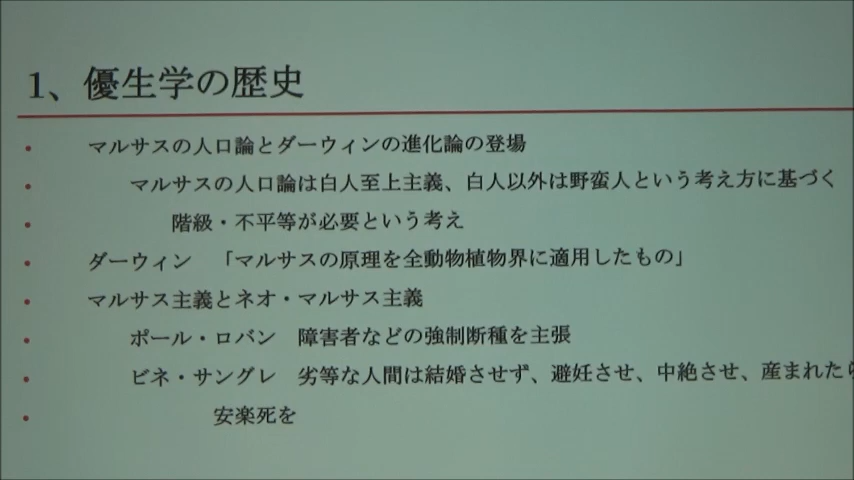 1、優生学の歴史
• マルサスの人口論とダーウィンの進化論の登場
• マルサスの人口論は白人至上主義、白人以外は野蛮人という考え方に基づく
• 階級・不平等が必要という考え
• ダーウィン 「マルサスの原理を全動物植物界に適用したもの」
• マルサス主義とネオ・マルサス主義
• ポール・ロバン 障害者などの強制断種を主張
• ビネ・サングレ 劣等な人間は結婚させず、避妊させ、中絶させ、産まれたら
• 安楽死を